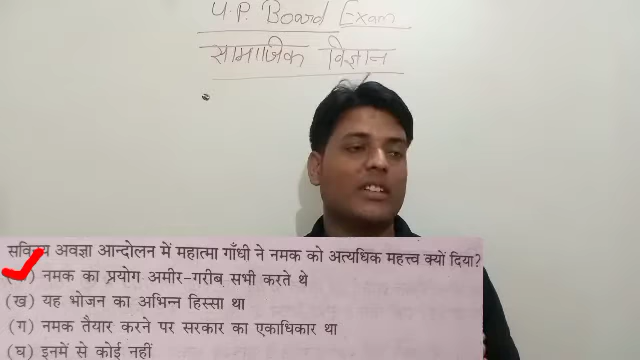 U.P. Board Exam
सामाजिक विज्ञान
सविनय अवज्ञा आन्दोलन में महात्मा गाँधी ने नमक को अत्यधिक महत्त्व क्यों दिया?
नमक का प्रयोग अमीर-गरीब सभी करते थे
(ख) यह भोजन का अभिन्न हिस्सा था
(ग) नमक तैयार करने पर सरकार का एकाधिकार था
(घ) इनमें से कोई नहीं